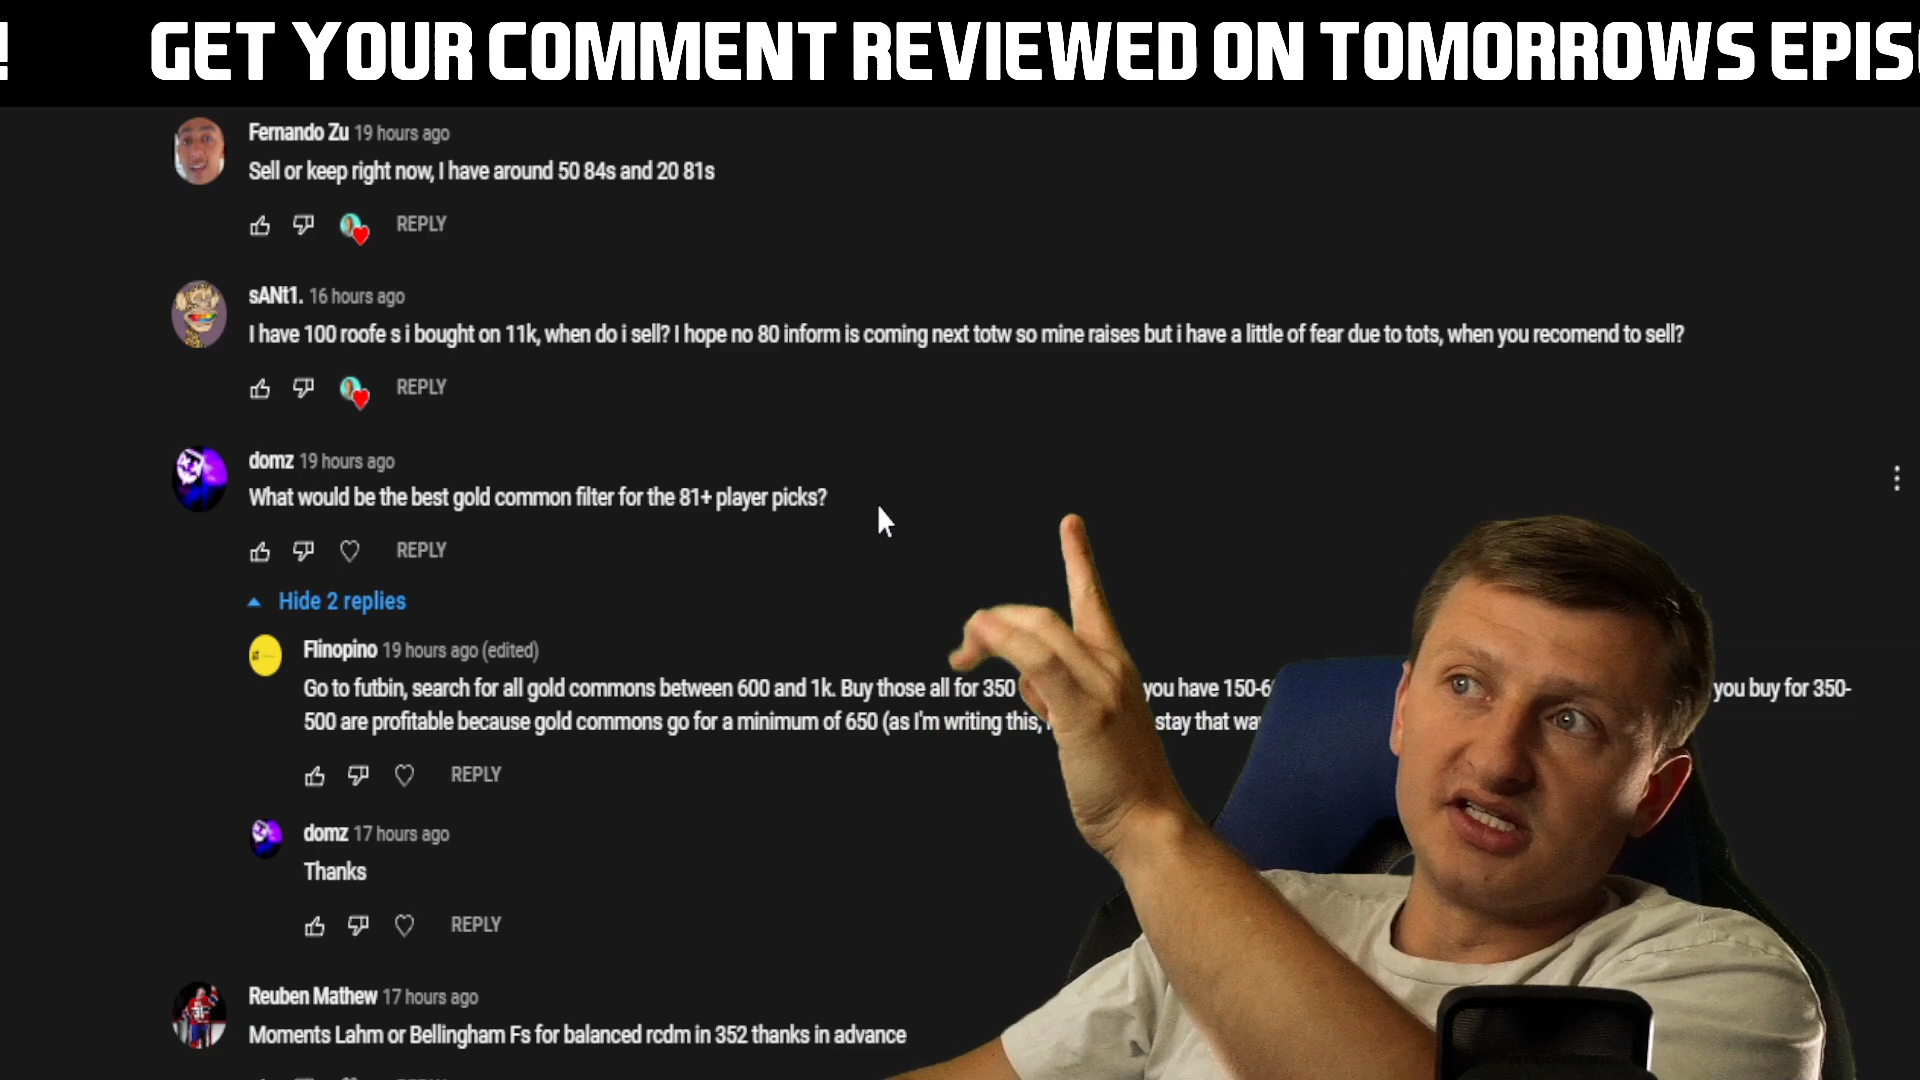 !
GET YOUR COMMENT REVIEWED ON TOMORROWS EPIS
Fernando Zu 19 hours ago
Sell or keep right now, I have around 50 84s and 20 81s
REPLY
sANt1. 16 hours ago
I have 100 roofe s i bought on 11k, when do i sell? I hope no 80 inform is coming next totw so mine raises but i have a little of fear due to tots, when you recomend to sell?
REPLY
domz 19 hours ago
What would be the best gold common filter for the 81+ player picks?
REPLY
Hide 2 replies
Flinopino 19 hours ago (edited)
Go to futbin, search for all gold commons between 600 and 1k. Buy those all for 350 you have 150-6 you buy for 350-
500 are profitable because gold commons go for a minimum of 650 (as I'm writing this, stay that
REPLY
domz 17 hours ago
Thanks
REPLY
Reuben Mathew 17 hours ago
Moments Lahm or Bellingham Fs for balanced rcdm in 352 thanks in advance